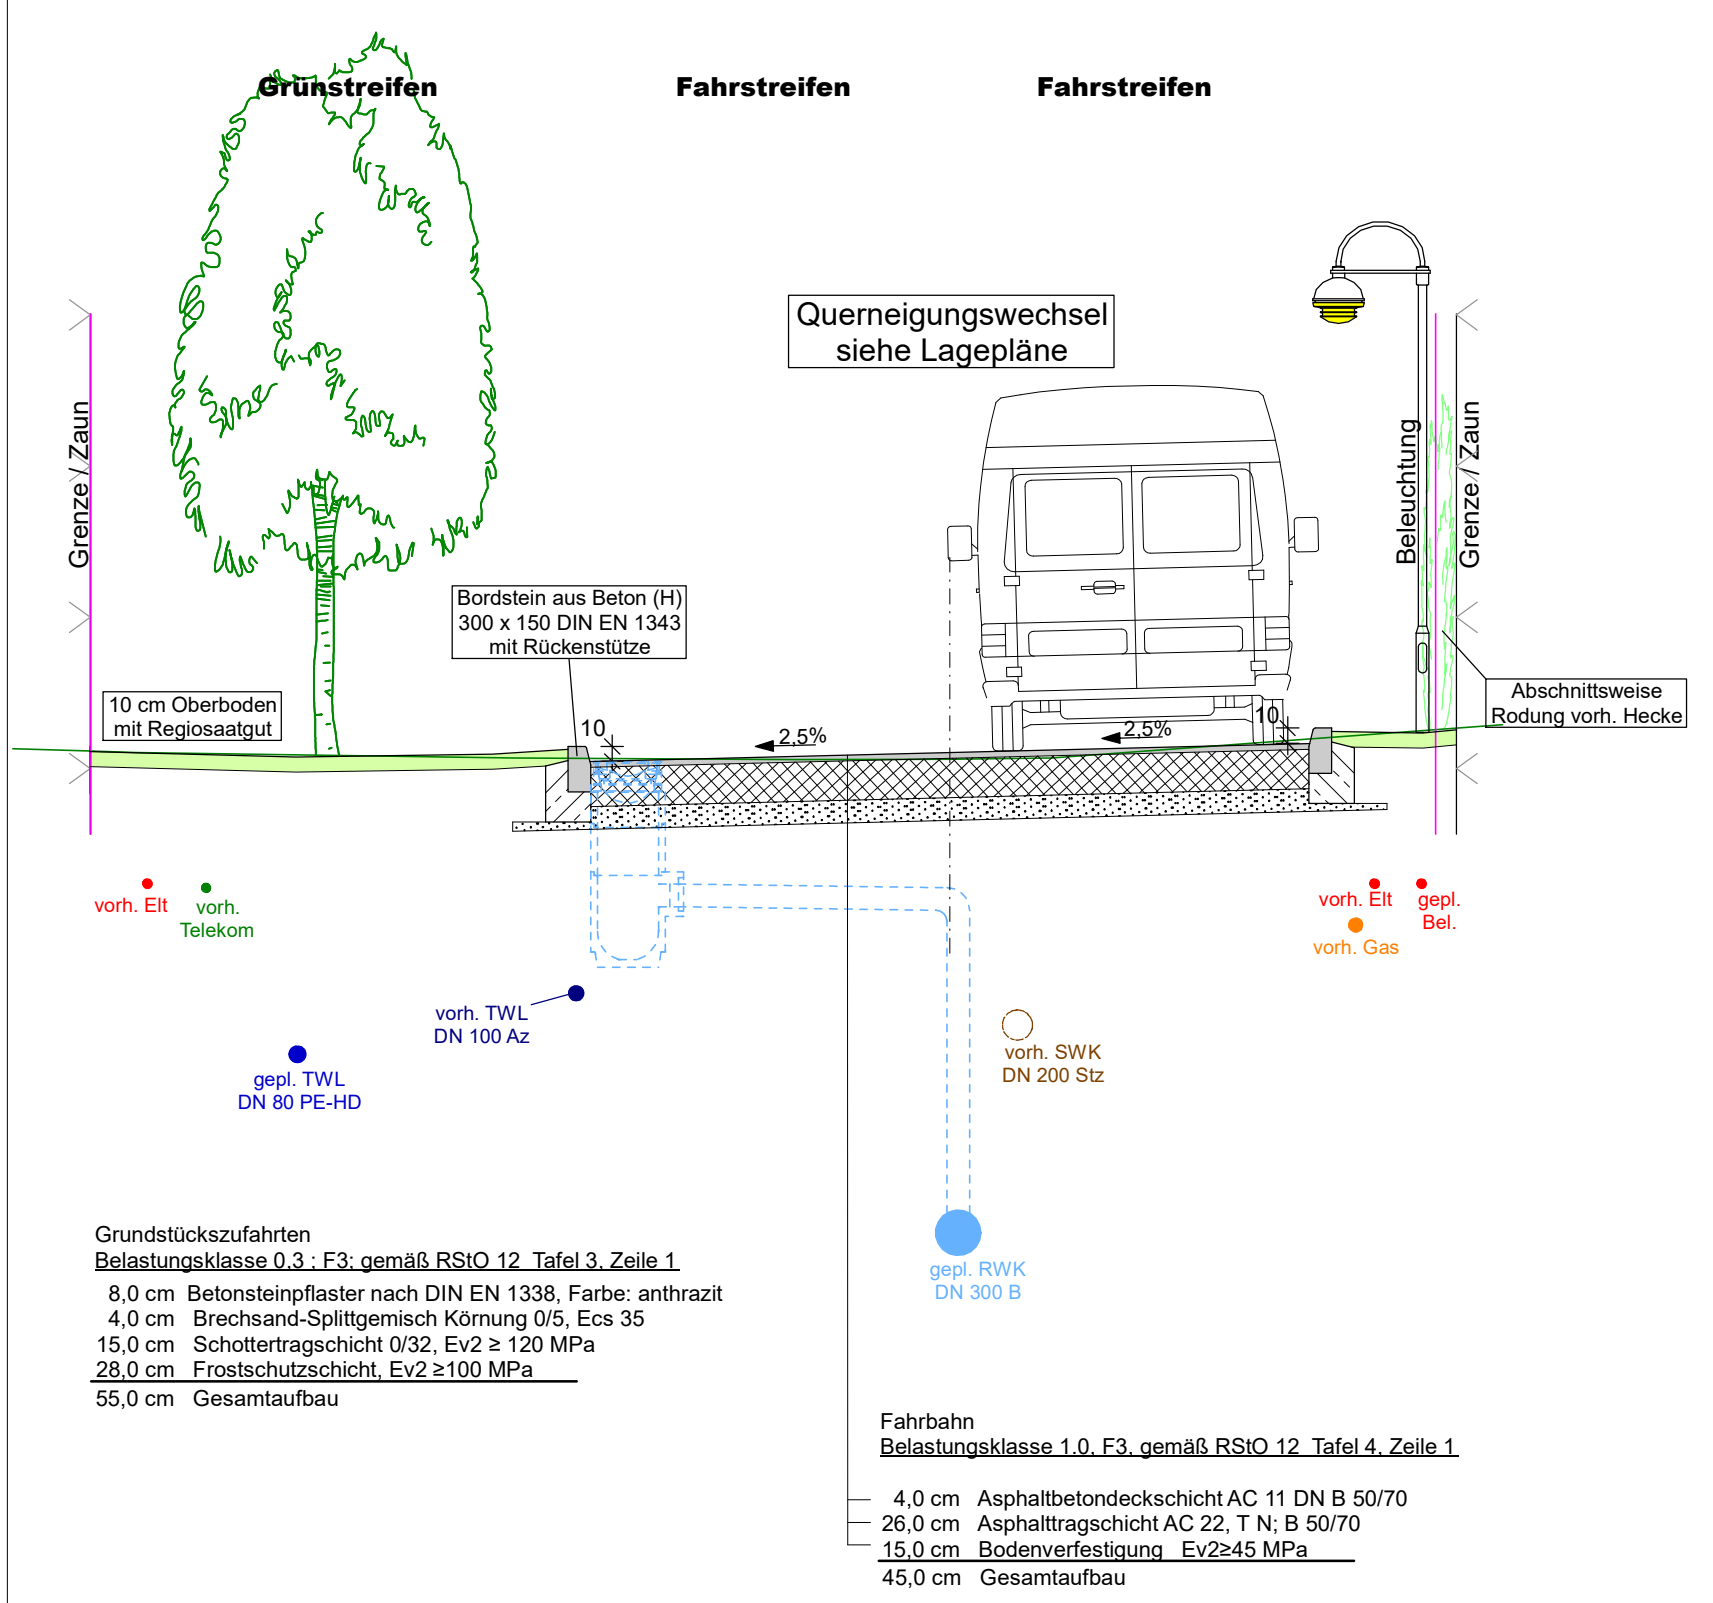 Grünstreifen
Fahrstreifen
Fahrstreifen
Querneigungswechsel
siehe Lagepläne
Grenze / Zaun
Beleuchtung
Grenze / Zaun
Bordstein aus Beton (H)
300 x 150 DIN EN 1343
mit Rückenstütze
10 cm Oberboden
mit Regiosaatgut
Abschnittsweise
Rodung vorh. Hecke
10
2,5%
2,5%
10
vorh. Elt
vorh.
Telekom
vorh. Elt
gepl.
Bel.
vorh. Gas
vorh. TWL
DN 100 Az
vorh. SWK
DN 200 Stz
gepl. TWL
DN 80 PE-HD
gepl. RWK
DN 300 B
Grundstückszufahrten
Belastungsklasse 0,3 ; F3; gemäß RStO 12 Tafel 3, Zeile 1
8,0 cm Betonsteinpflaster nach DIN EN 1338, Farbe: anthrazit
4,0 cm Brechsand-Splittgemisch Körnung 0/5, Ecs 35
15,0 cm Schottertragschicht 0/32, Ev2 ≥ 120 MPa
28,0 cm Frostschutzschicht, Ev2 ≥100 MPa
55,0 cm Gesamtaufbau
Fahrbahn
Belastungsklasse 1.0, F3, gemäß RStO 12 Tafel 4, Zeile 1
4,0 cm Asphaltbetondeckschicht AC 11 DN B 50/70
26,0 cm Asphalttragschicht AC 22, T N; B 50/70
15,0 cm Bodenverfestigung Ev2≥45 MPa
45,0 cm Gesamtaufbau